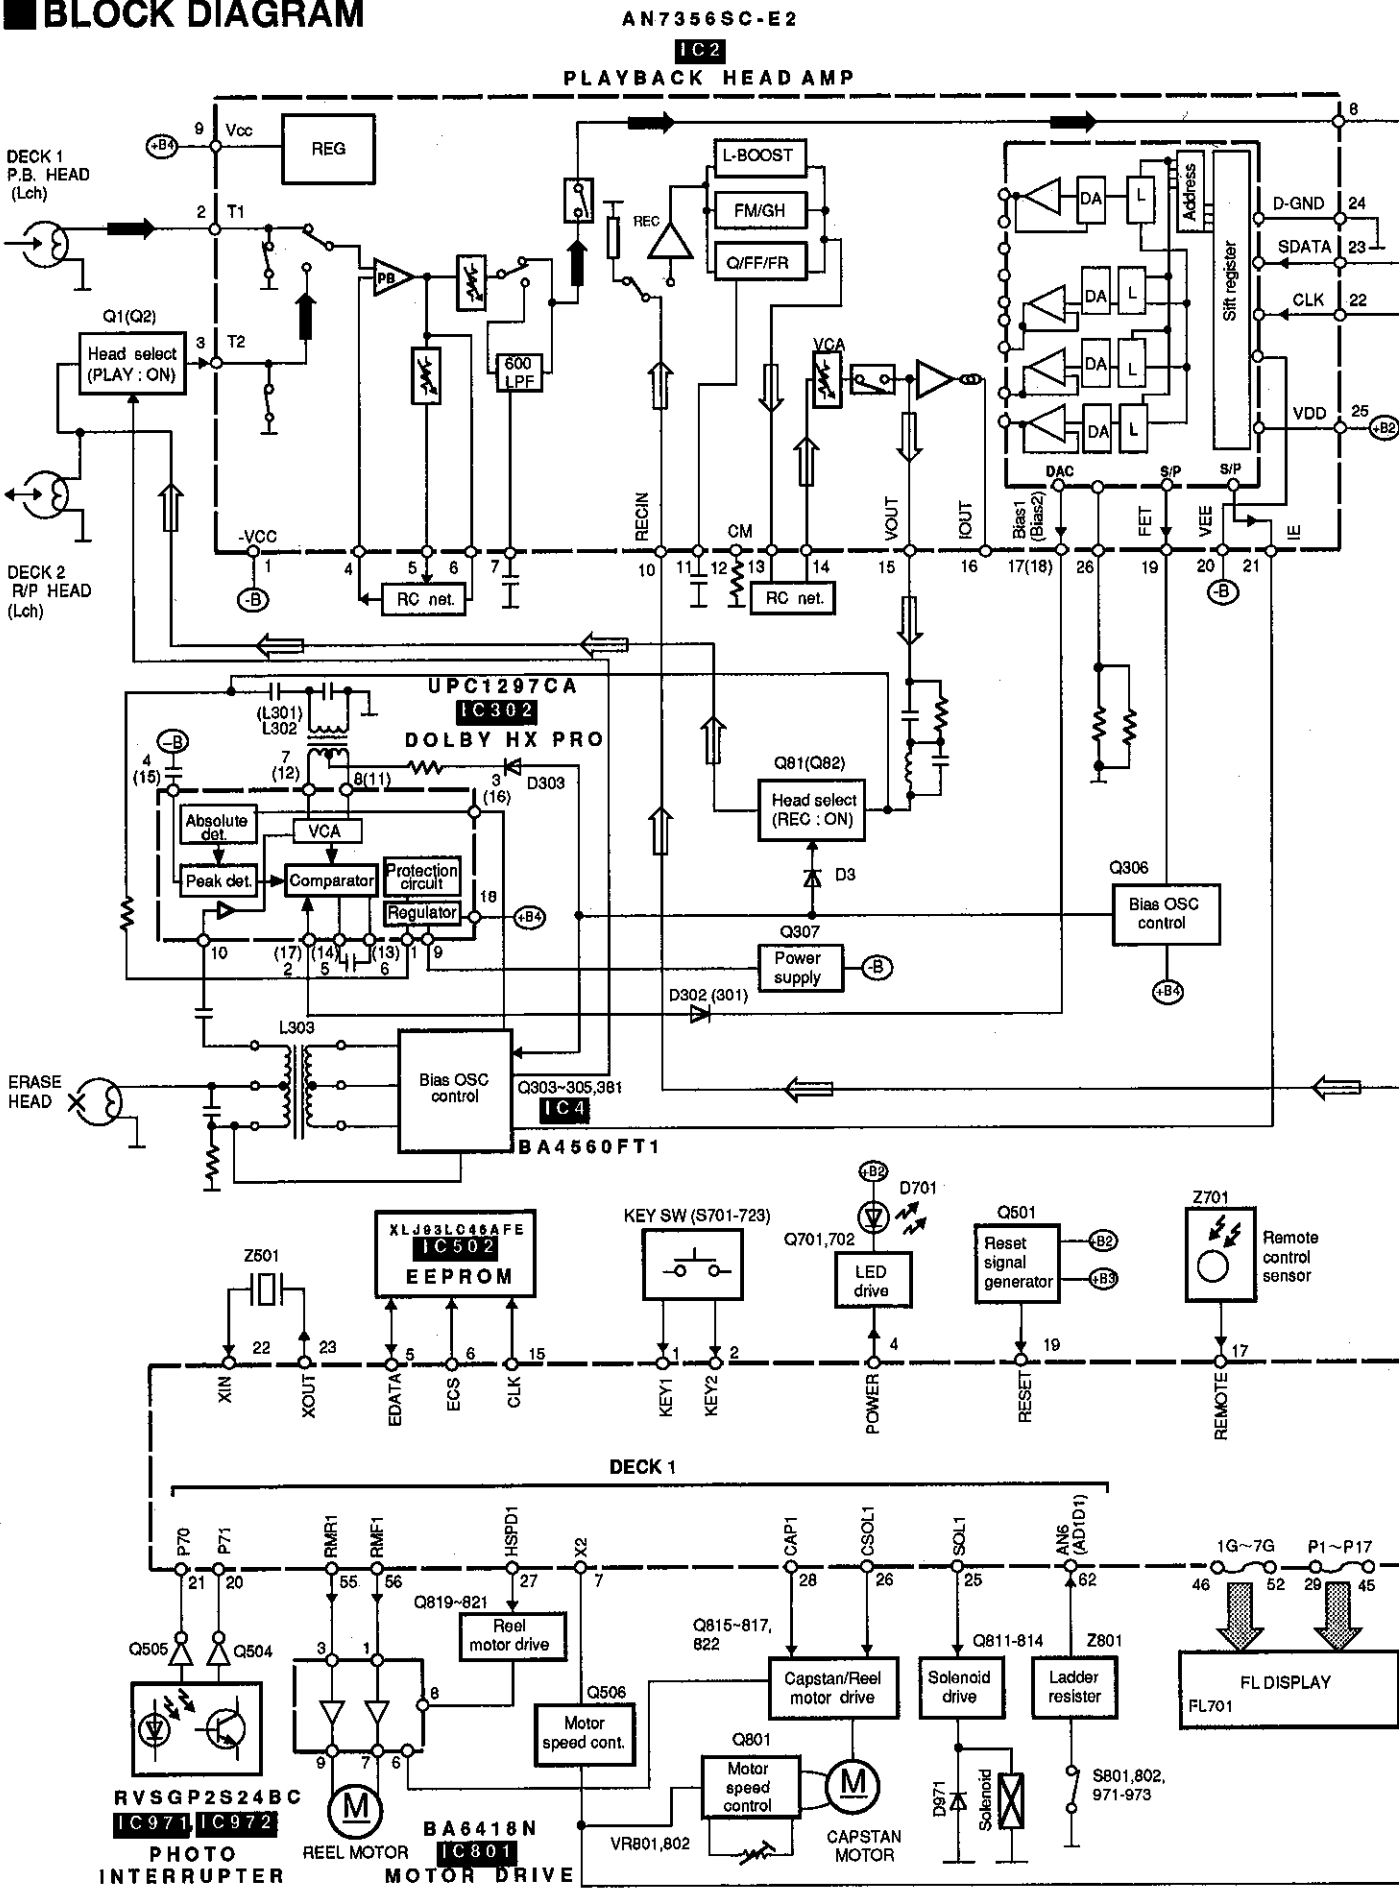 BLOCK DIAGRAM
AN7356SC-E2
IC2
PLAYBACK HEAD AMP
9
Vcc
+B4
REG
8
DECK 1
P.B. HEAD
(Lch)
2
T1
PB
REC
L-BOOST
FM/GH
Q/FF/FR
DA
L
Address
Sift register
D-GND
24
SDATA
23
CLK
22
DA
L
Q1(Q2)
Head select
(PLAY : ON)
3
T2
600
LPF
VCA
DA
L
DA
L
VDD
25
+B2
DAC
S/P
S/P
RECIN
CM
VOUT
IOUT
Bias1
(Bias2)
FET
VEE
IE
-VCC
1
4
5
6
7
10
11
12
13
14
15
16
17(18)
26
19
20
21
-B
RC net.
RC net.
-B
DECK 2
R/P HEAD
(Lch)
UPC1297CA
IC302
DOLBY HX PRO
(L301)
L302
-B
4
(15)
7
(12)
8(11)
3
(16)
D303
Q81(Q82)
Head select
(REC : ON)
Absolute
det.
VCA
Peak det.
Comparator
Protection
circuit
Regulator
18
+B4
D3
Q306
Bias OSC
control
+B4
10
(17)
2
(14)
5
(13)
6
1
9
Q307
Power
supply
-B
D302 (301)
L303
ERASE
HEAD
Bias OSC
control
Q303~305,381
IC4
BA4560FT1
Z501
XLJ93LC46AFE
IC502
EEPROM
KEY SW (S701-723)
+B2
D701
Q701,702
LED
drive
Q501
Reset
signal
generator
+B2
+B3
Z701
Remote
control
sensor
22
23
5
6
15
1
2
4
19
17
XIN
XOUT
EDATA
ECS
CLK
KEY1
KEY2
POWER
RESET
REMOTE
DECK 1
P70
P71
RMR1
RMF1
HSPD1
X2
CAP1
CSOL1
SOL1
AN6
(AD1D1)
1G~7G
P1~P17
21
20
55
56
27
7
28
26
25
62
46
52
29
45
Q505
Q504
Q819~821
Reel
motor drive
3
1
8
9
7
6
Q506
Motor
speed cont.
Q815~817,
822
Capstan/Reel
motor drive
Q811-814
Solenoid
drive
Z801
Ladder
resister
FL DISPLAY
FL701
Q801
Motor
speed
control
M
VR801,802
CAPSTAN
MOTOR
D971
Solenoid
S801,802,
971-973
RVSGP2S24BC
IC971, IC972
PHOTO
INTERRUPTER
M
REEL MOTOR
BA6418N
IC801
MOTOR DRIVE